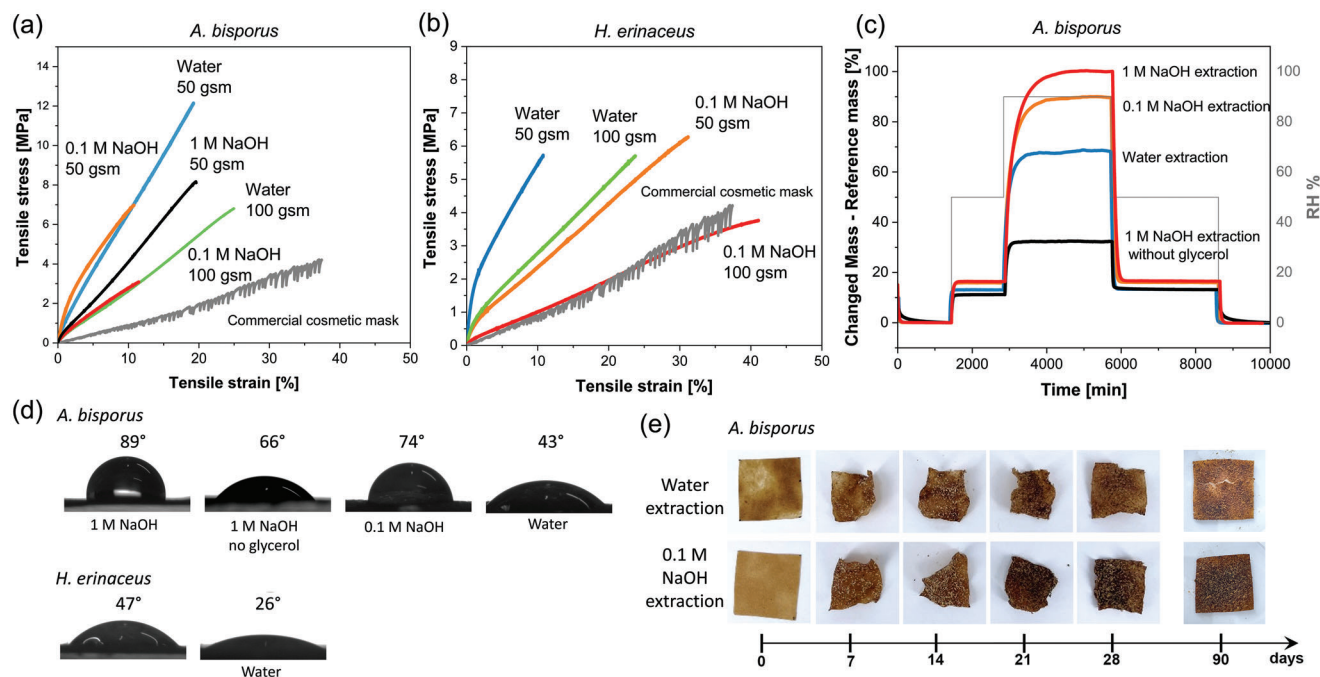 (a)
A. bisporus
Tensile stress [MPa]
14
12
10
8
6
4
2
0
Water
50 gsm
0.1 M NaOH
50 gsm
1 M NaOH
50 gsm
Water
100 gsm
0.1 M NaOH
100 gsm
Commercial cosmetic mask
0
10
20
30
40
50
Tensile strain [%]
(b)
H. erinaceus
Tensile stress [MPa]
9
8
7
6
5
4
3
2
1
0
Water
50 gsm
Water
100 gsm
0.1 M NaOH
50 gsm
Commercial cosmetic mask
0.1 M NaOH
100 gsm
0
10
20
30
40
50
Tensile strain [%]
(c)
A. bisporus
Changed Mass - Reference mass [%]
100
80
60
40
20
0
1 M NaOH extraction
0.1 M NaOH extraction
Water extraction
1 M NaOH extraction
without glycerol
100
80
60
40
20
0
RH %
0
2000
4000
6000
8000
10000
Time [min]
(d)
A. bisporus
89°
66°
74°
43°
1 M NaOH
1 M NaOH
no glycerol
0.1 M NaOH
Water
H. erinaceus
47°
26°
Water
(e)
A. bisporus
Water
extraction
0.1 M
NaOH
extraction
0
7
14
21
28
90
days